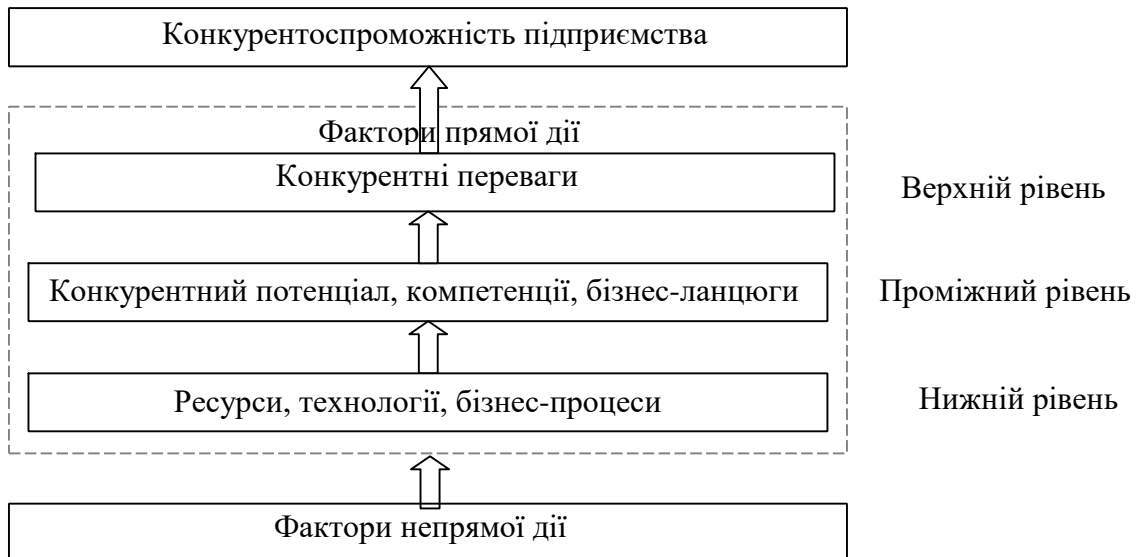 Конкурентоспроможність підприємства
Фактори прямої дії
Конкурентні переваги
Верхній рівень
Конкурентний потенціал, компетенції, бізнес-ланцюги
Проміжний рівень
Ресурси, технології, бізнес-процеси
Нижній рівень
Фактори непрямої дії